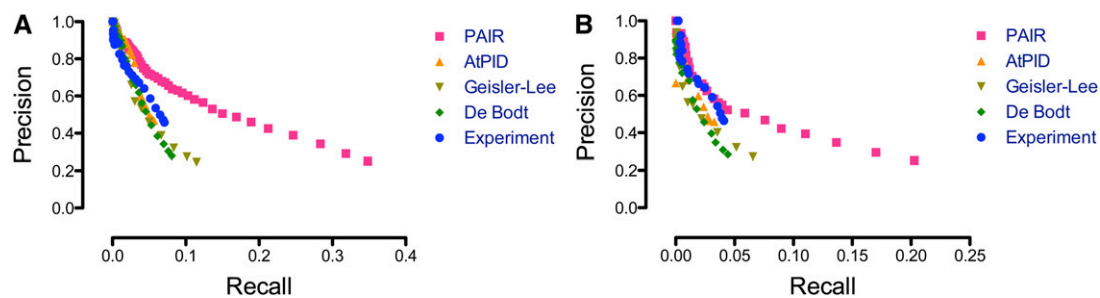 A
Precision
1.0
0.8
0.6
0.4
0.2
0.0
0.0 0.1 0.2 0.3 0.4
Recall
PAIR
AtPID
Geisler-Lee
De Bodt
Experiment
B
Precision
1.0
0.8
0.6
0.4
0.2
0.0
0.00 0.05 0.10 0.15 0.20 0.25
Recall
PAIR
AtPID
Geisler-Lee
De Bodt
Experiment